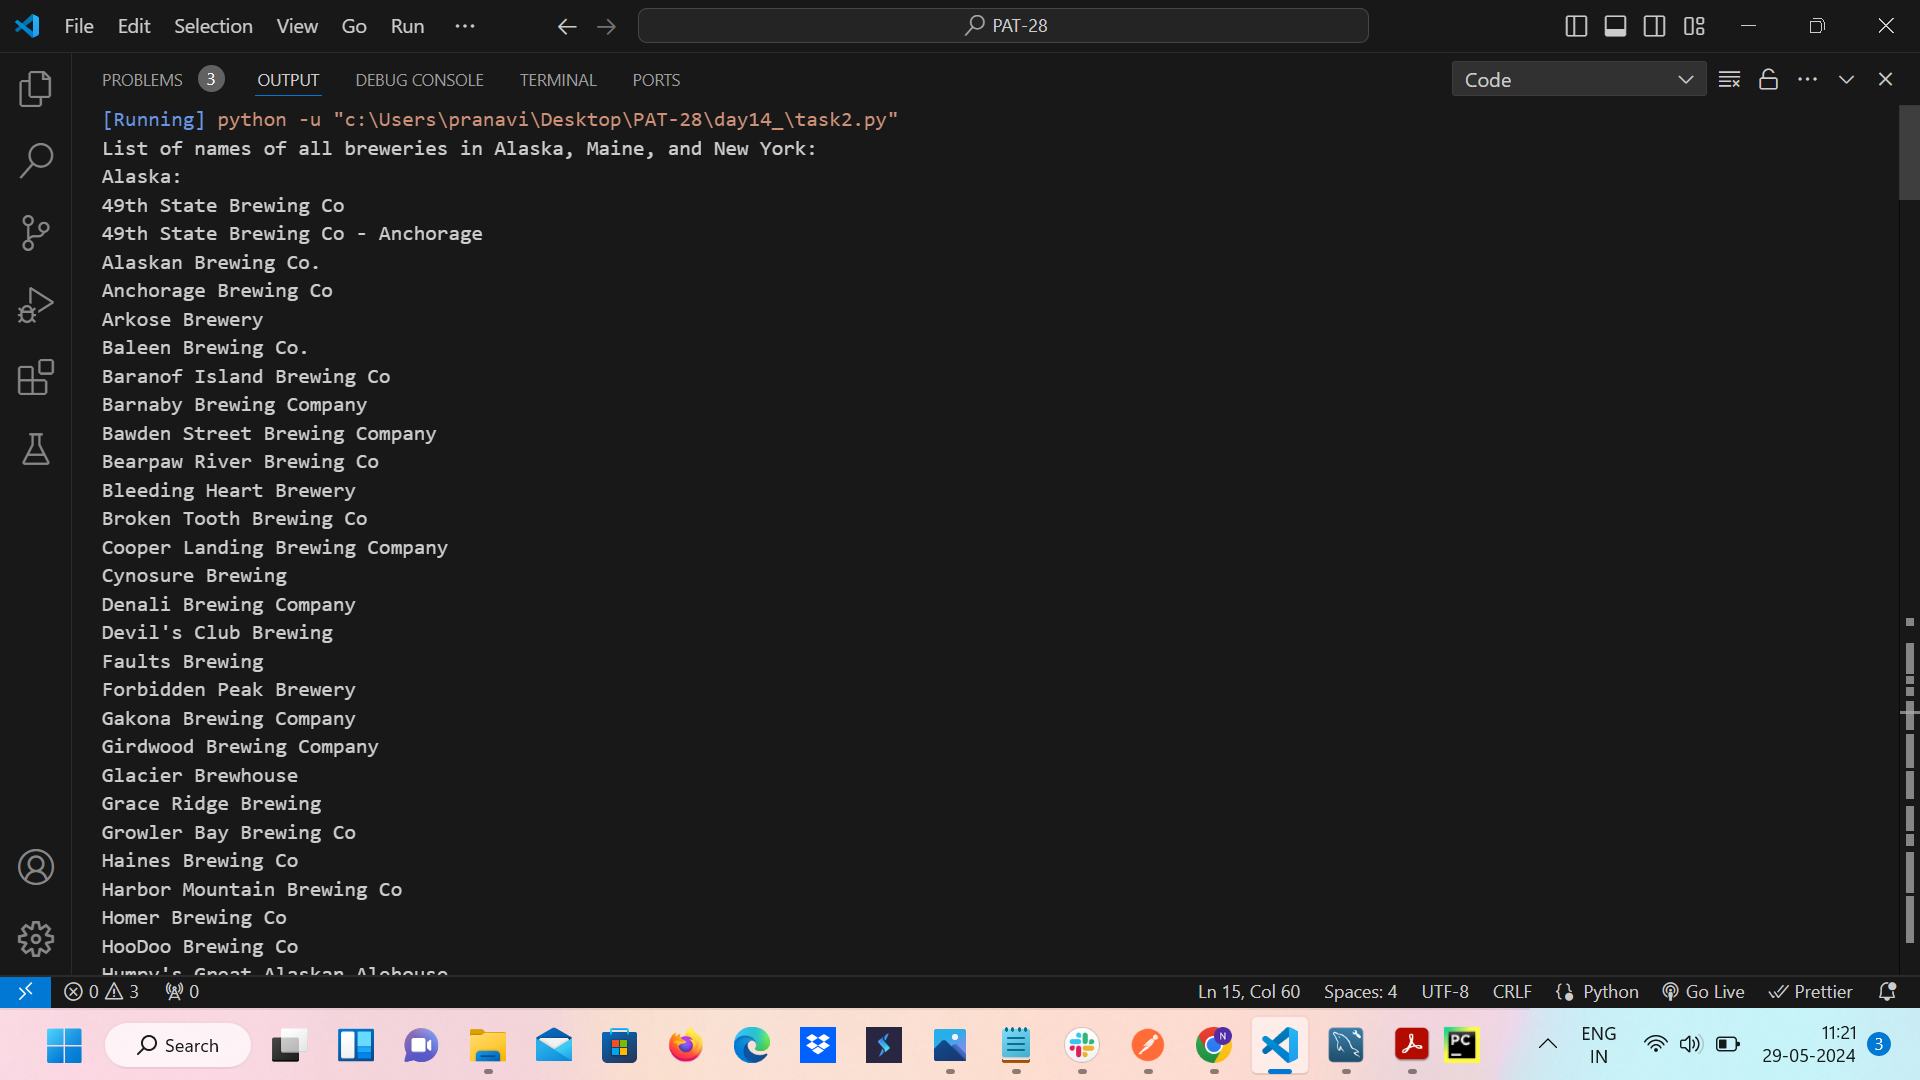 File Edit Selection View Go Run ··· PAT-28
PROBLEMS 3 OUTPUT DEBUG CONSOLE TERMINAL PORTS Code
[Running] python -u "c:\Users\pranavi\Desktop\PAT-28\day14_\task2.py"
List of names of all breweries in Alaska, Maine, and New York:
Alaska:
49th State Brewing Co
49th State Brewing Co - Anchorage
Alaskan Brewing Co.
Anchorage Brewing Co
Arkose Brewery
Baleen Brewing Co.
Baranof Island Brewing Co
Barnaby Brewing Company
Bawden Street Brewing Company
Bearpaw River Brewing Co
Bleeding Heart Brewery
Broken Tooth Brewing Co
Cooper Landing Brewing Company
Cynosure Brewing
Denali Brewing Company
Devil's Club Brewing
Faults Brewing
Forbidden Peak Brewery
Gakona Brewing Company
Girdwood Brewing Company
Glacier Brewhouse
Grace Ridge Brewing
Growler Bay Brewing Co
Haines Brewing Co
Harbor Mountain Brewing Co
Homer Brewing Co
HooDoo Brewing Co
Humpy's Great Alaskan Alehouse
0 3 0 Ln 15, Col 60 Spaces: 4 UTF-8 CRLF Python Go Live Prettier
Search N PC ENG IN 11:21 29-05-2024 3